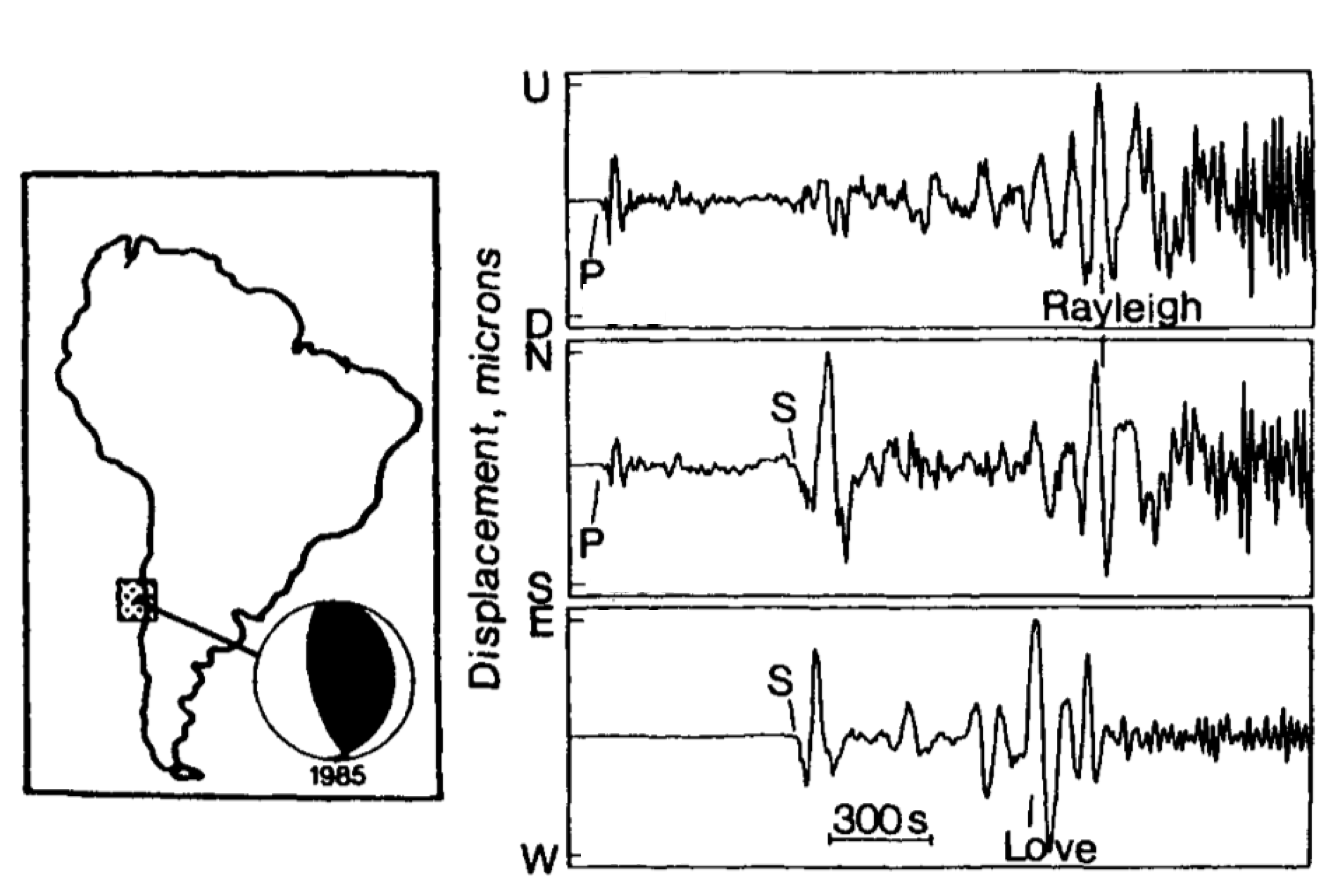 1985
Displacement, microns
U
D
P
Rayleigh
N
S
P
S
E
W
S
300 s
Love